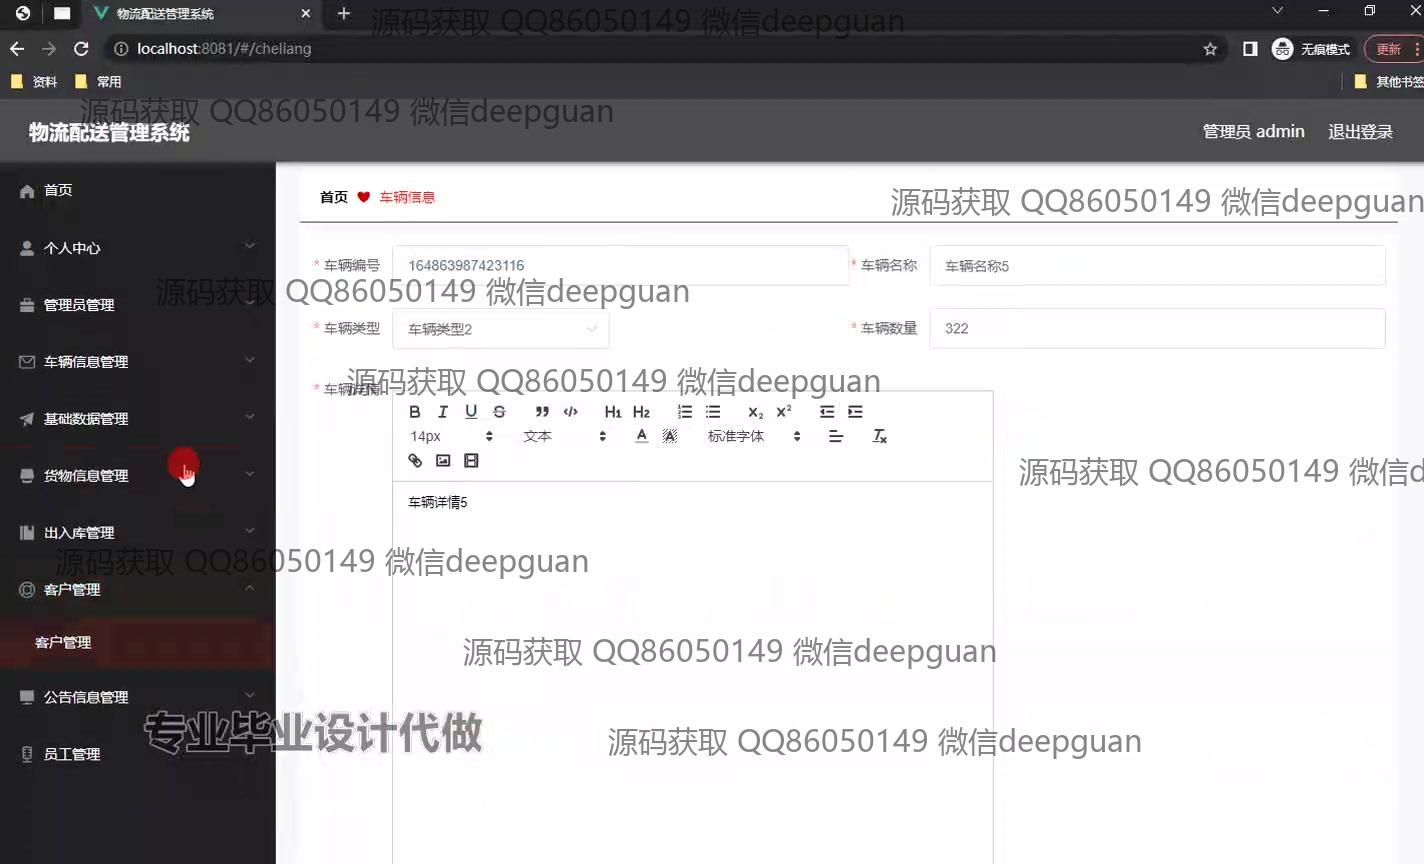 物流配送管理系统
源码获取 QQ86050149 微信deepguan
localhost:8081/#/cheliang
无痕模式
更新
资料
常用
其他书签
源码获取 QQ86050149 微信deepguan
物流配送管理系统
管理员 admin
退出登录
首页
首页
车辆信息
源码获取 QQ86050149 微信deepguan
个人中心
* 车辆编号
164863987423116
* 车辆名称
车辆名称5
源码获取 QQ86050149 微信deepguan
管理员管理
* 车辆类型
车辆类型2
* 车辆数量
322
车辆信息管理
* 车辆详情
源码获取 QQ86050149 微信deepguan
B I U S H1 H2 X2 X2
基础数据管理
14px
文本
A A
标准字体
Tx
货物信息管理
源码获取 QQ86050149 微信d
车辆详情5
出入库管理
源码获取 QQ86050149 微信deepguan
客户管理
客户管理
源码获取 QQ86050149 微信deepguan
公告信息管理
专业毕业设计代做
源码获取 QQ86050149 微信deepguan
员工管理